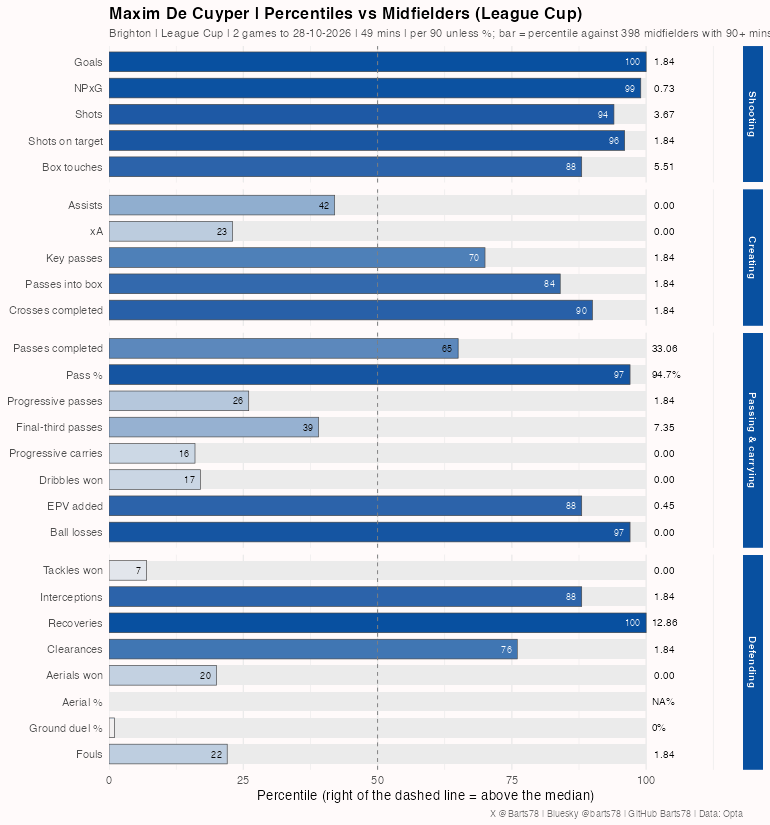 Maxim De Cuyper | Percentiles vs Midfielders (League Cup)
Brighton | League Cup | 2 games to 28-10-2026 | 49 mins | per 90 unless %; bar = percentile against 398 midfielders with 90+ mins
Goals 100 1.84
NPxG 99 0.73
Shots 94 3.67
Shots on target 96 1.84
Box touches 88 5.51
Shooting
Assists 42 0.00
xA 23 0.00
Key passes 70 1.84
Passes into box 84 1.84
Crosses completed 90 1.84
Creating
Passes completed 65 33.06
Pass % 97 94.7%
Progressive passes 26 1.84
Final-third passes 39 7.35
Progressive carries 16 0.00
Dribbles won 17 0.00
EPV added 88 0.45
Ball losses 97 0.00
Passing & carrying
Tackles won 7 0.00
Interceptions 88 1.84
Recoveries 100 12.86
Clearances 76 1.84
Aerials won 20 0.00
Aerial % NA%
Ground duel % 0%
Fouls 22 1.84
Defending
0 25 50 75 100
Percentile (right of the dashed line = above the median)
X @Barts78 | Bluesky @barts78 | GitHub Barts78 | Data: Opta